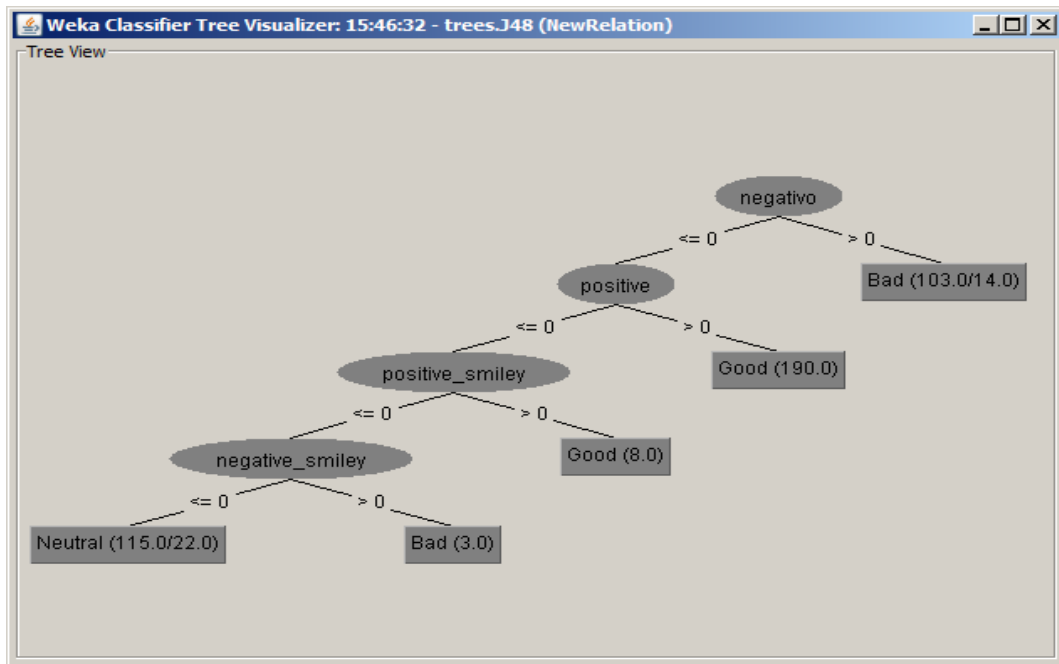 Weka Classifier Tree Visualizer: 15:46:32 - trees.J48 (NewRelation)
Tree View
negativo
<= 0 > 0
positive Bad (103.0/14.0)
<= 0 > 0
positive_smiley Good (190.0)
<= 0 > 0
negative_smiley Good (8.0)
<= 0 > 0
Neutral (115.0/22.0) Bad (3.0)